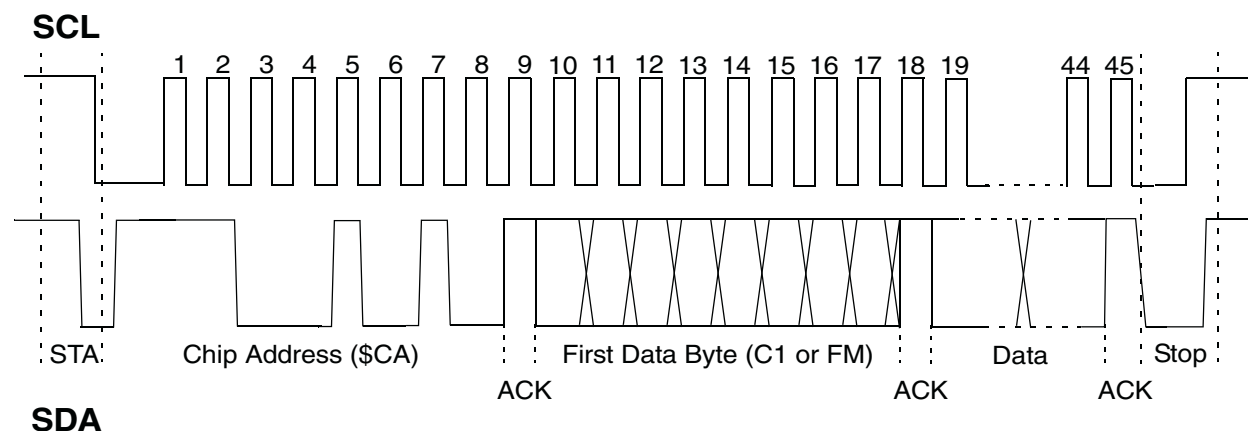 SCL
1 2 3 4 5 6 7 8 9 10 11 12 13 14 15 16 17 18 19 44 45
STA Chip Address ($CA) First Data Byte (C1 or FM) Data Stop
ACK ACK ACK
SDA